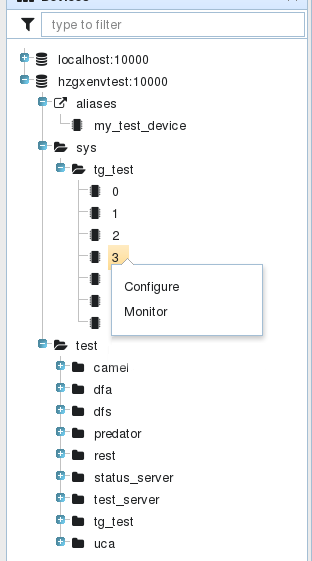 type to filter
localhost:10000
hzgxenvtest:10000
aliases
my_test_device
sys
tg_test
0
1
2
3
Configure
Monitor
test
camel
dfa
dfs
predator
rest
status_server
test_server
tg_test
uca